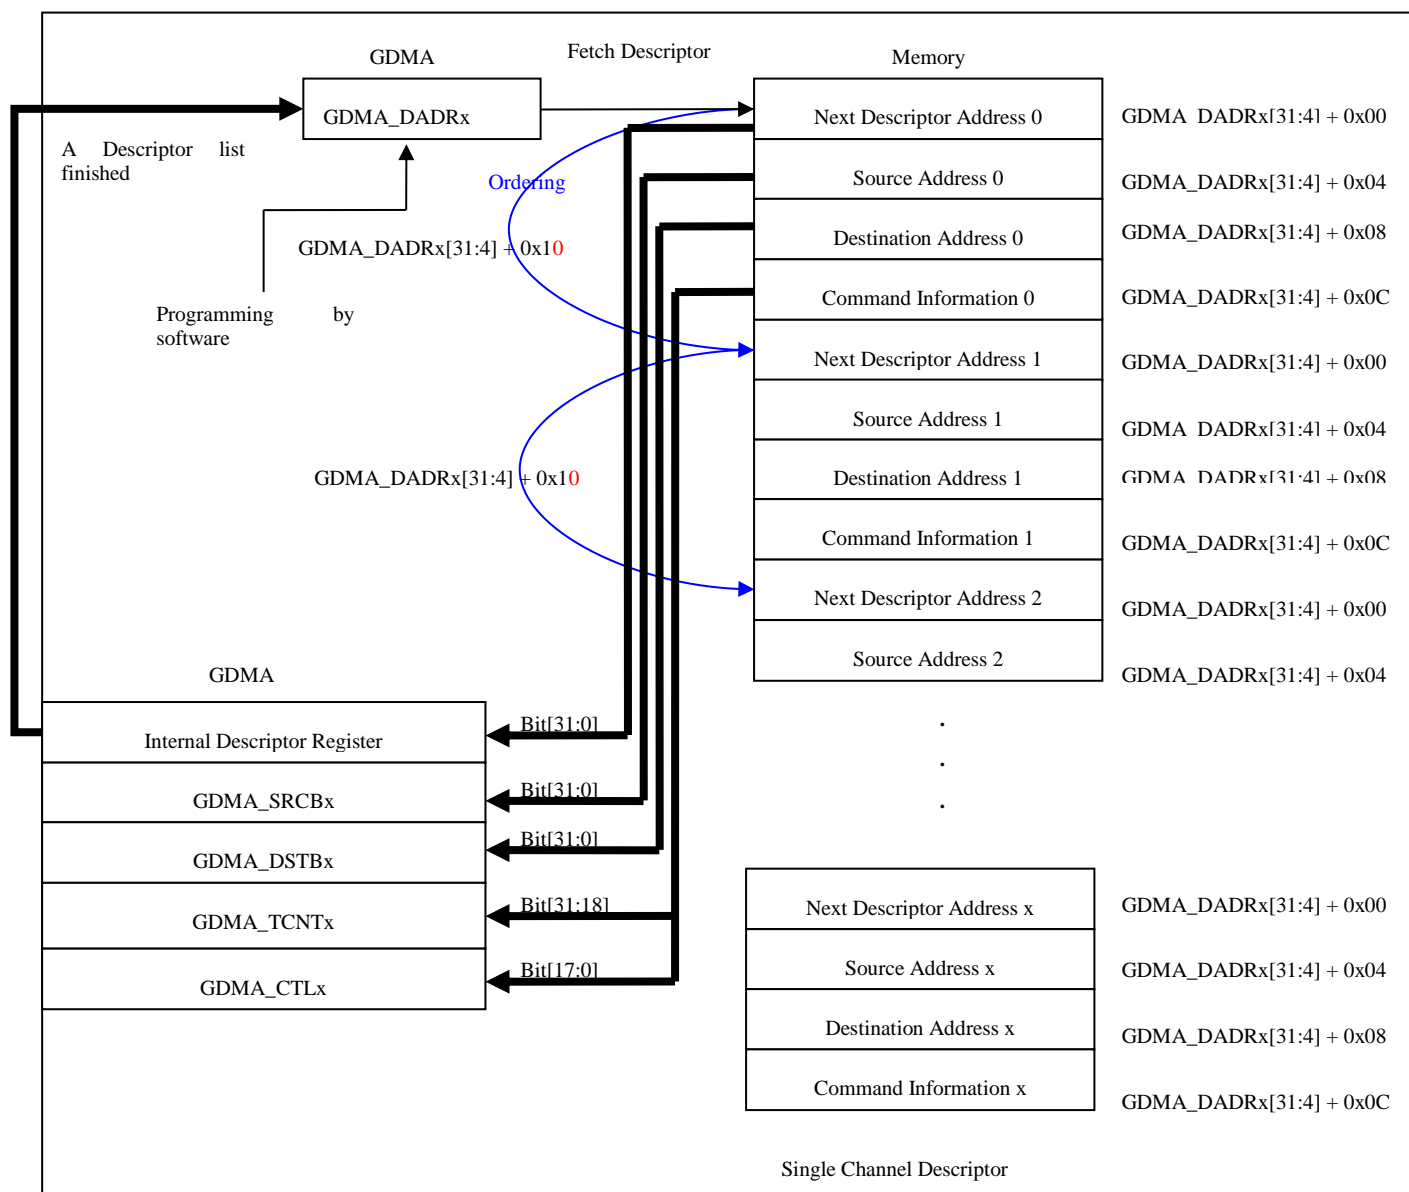 GDMA
Fetch Descriptor
Memory
GDMA_DADRx
Next Descriptor Address 0
GDMA_DADRx[31:4] + 0x00
A Descriptor list
finished
Ordering
Source Address 0
GDMA_DADRx[31:4] + 0x04
GDMA_DADRx[31:4] + 0x10
Destination Address 0
GDMA_DADRx[31:4] + 0x08
Programming by
software
Command Information 0
GDMA_DADRx[31:4] + 0x0C
Next Descriptor Address 1
GDMA_DADRx[31:4] + 0x00
Source Address 1
GDMA_DADRx[31:4] + 0x04
GDMA_DADRx[31:4] + 0x10
Destination Address 1
GDMA_DADRx[31:4] + 0x08
Command Information 1
GDMA_DADRx[31:4] + 0x0C
Next Descriptor Address 2
GDMA_DADRx[31:4] + 0x00
Source Address 2
GDMA_DADRx[31:4] + 0x04
GDMA
Internal Descriptor Register
Bit[31:0]
GDMA_SRCBx
Bit[31:0]
GDMA_DSTBx
Bit[31:0]
GDMA_TCNTx
Bit[31:18]
GDMA_CTLx
Bit[17:0]
.
.
.
Next Descriptor Address x
GDMA_DADRx[31:4] + 0x00
Source Address x
GDMA_DADRx[31:4] + 0x04
Destination Address x
GDMA_DADRx[31:4] + 0x08
Command Information x
GDMA_DADRx[31:4] + 0x0C
Single Channel Descriptor